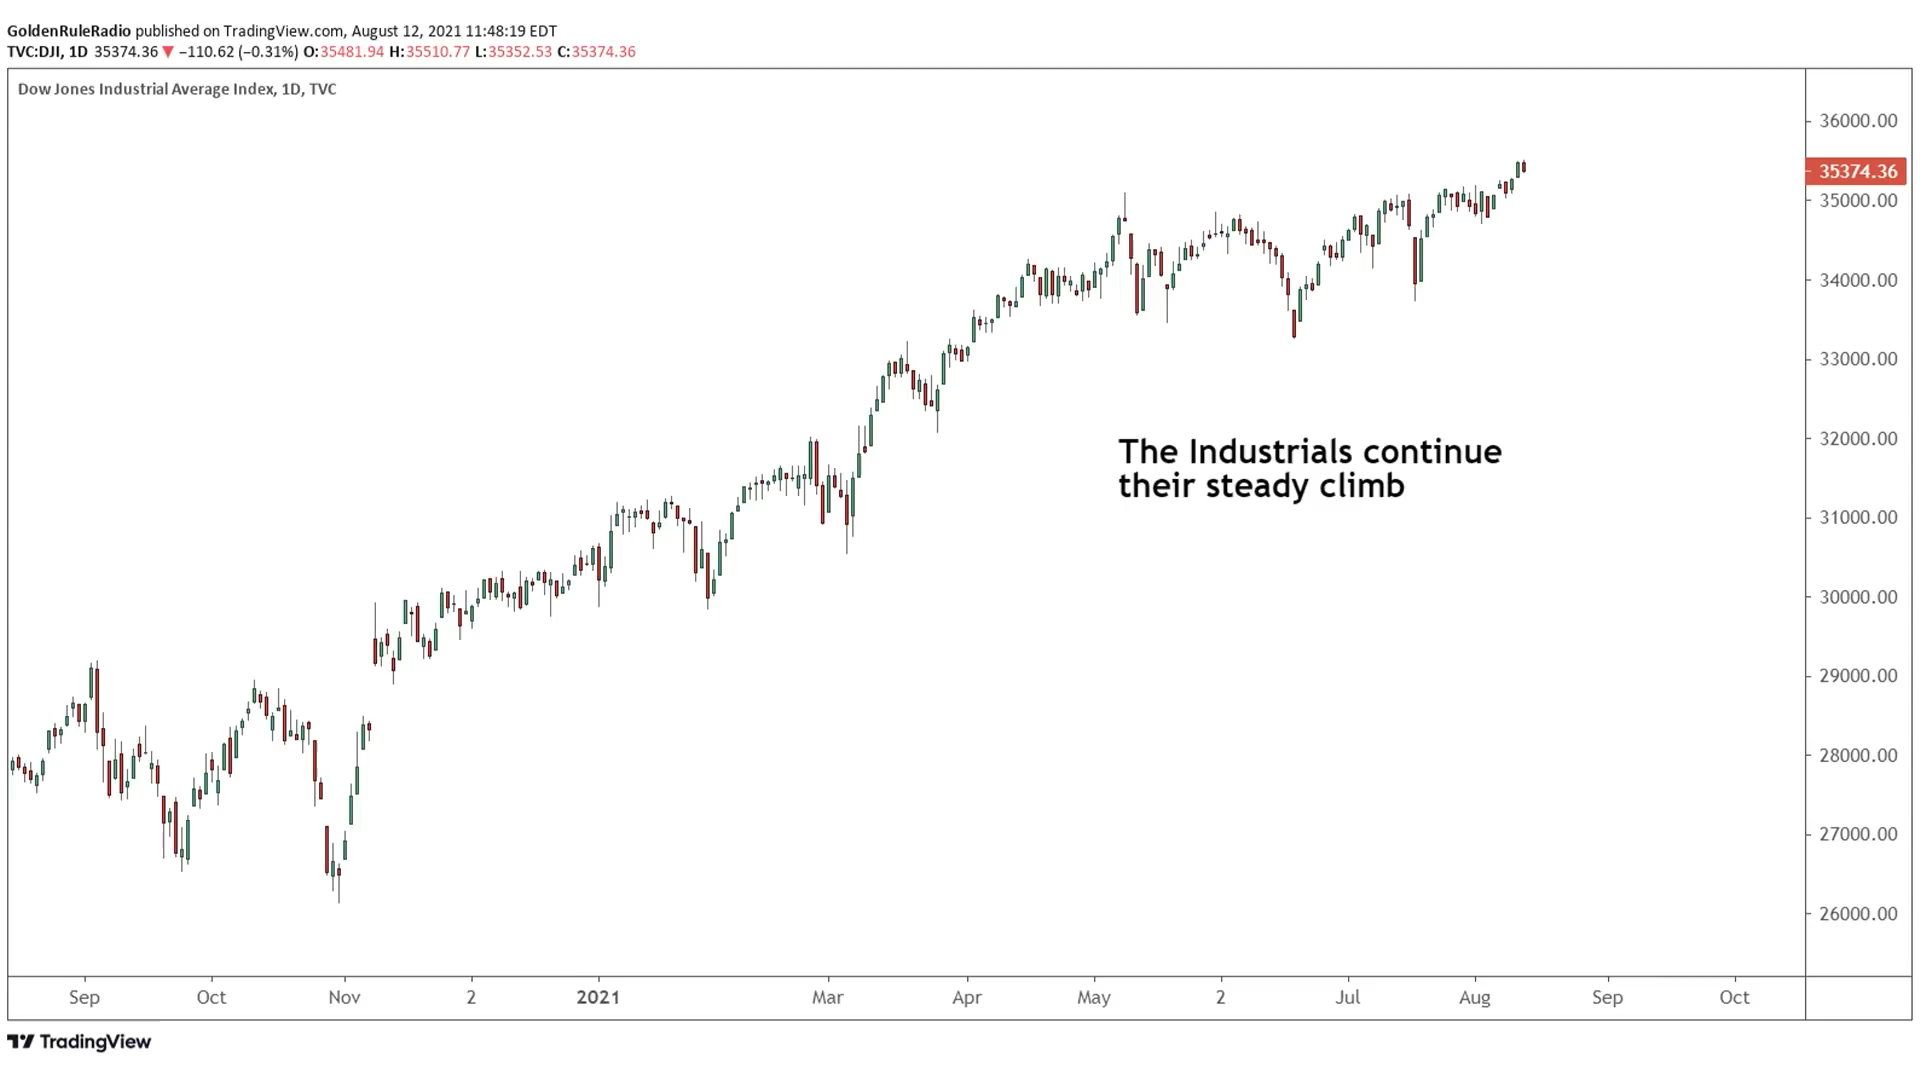 GoldenRuleRadio published on TradingView.com, August 12, 2021 11:48:19 EDT
TVC:DJI, 1D 35374.36 ▼ −110.62 (−0.31%) O:35481.94 H:35510.77 L:35352.53 C:35374.36
Dow Jones Industrial Average Index, 1D, TVC
36000.00
35374.36
35000.00
34000.00
33000.00
32000.00
The Industrials continue
their steady climb
31000.00
30000.00
29000.00
28000.00
27000.00
26000.00
Sep Oct Nov 2 2021 Mar Apr May 2 Jul Aug Sep Oct
TradingView